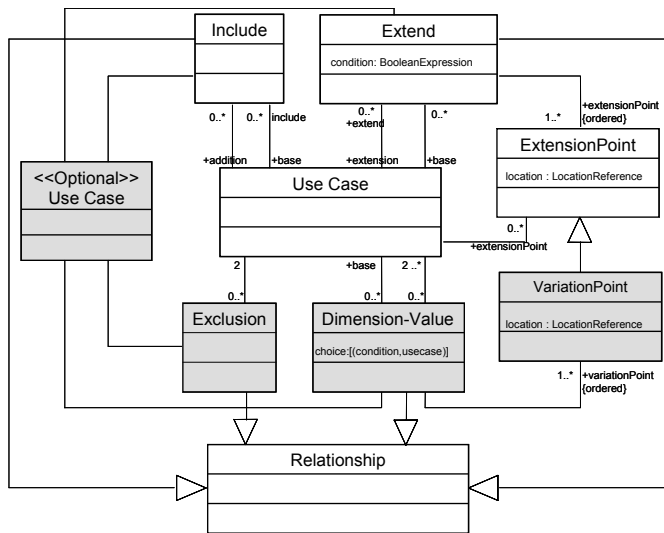 Include
Extend
condition: BooleanExpression
0..*
0..*
include
0..*
+extend
0..*
+extensionPoint
1..*
{ordered}
+addition
+base
+extension
+base
ExtensionPoint
location : LocationReference
<<Optional>>
Use Case
Use Case
0..*
+extensionPoint
2
+base
2 ..*
0..*
0..*
0..*
VariationPoint
location : LocationReference
Exclusion
Dimension-Value
choice:[(condition,usecase)]
1..*
+variationPoint
{ordered}
Relationship